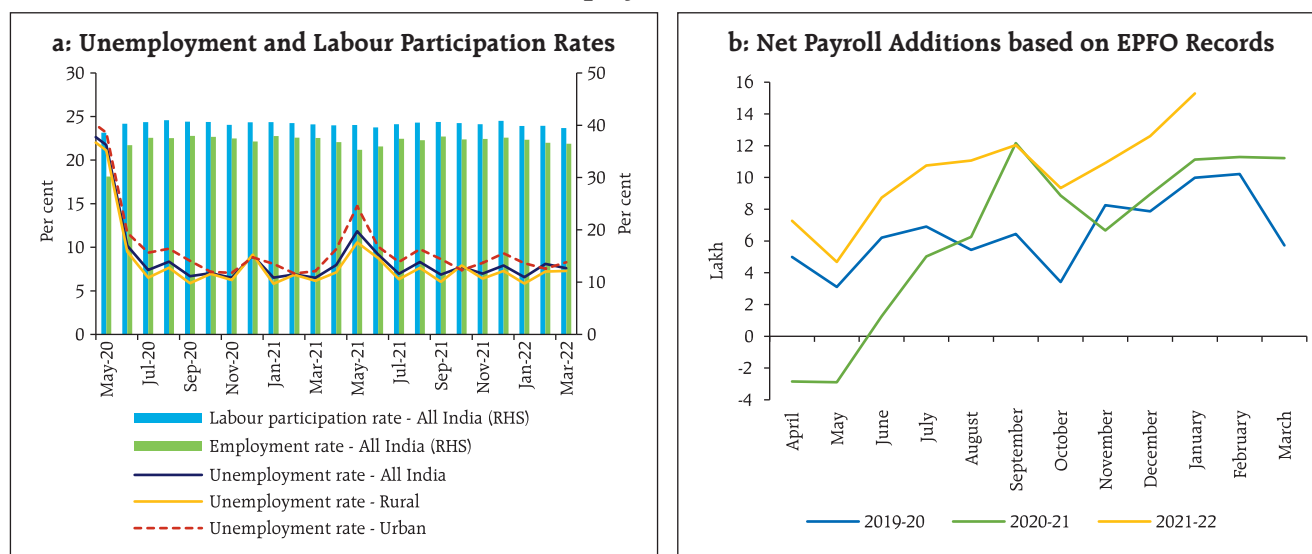 a: Unemployment and Labour Participation Rates
30
25
20
15
10
5
0
Per cent
50
40
30
20
10
0
Per cent
May-20
Jul-20
Sep-20
Nov-20
Jan-21
Mar-21
May-21
Jul-21
Sep-21
Nov-21
Jan-22
Mar-22
Labour participation rate - All India (RHS)
Employment rate - All India (RHS)
Unemployment rate - All India
Unemployment rate - Rural
Unemployment rate - Urban
b: Net Payroll Additions based on EPFO Records
16
14
12
10
8
6
4
2
0
-2
-4
Lakh
April
May
June
July
August
September
October
November
December
January
February
March
2019-20
2020-21
2021-22